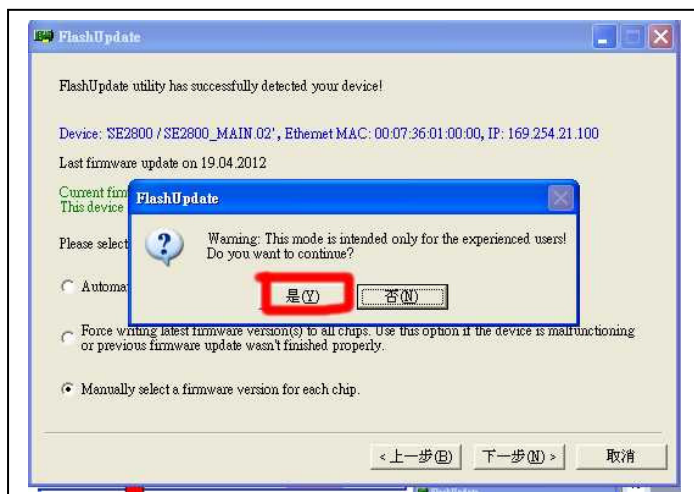 FlashUpdate
FlashUpdate utility has successfully detected your device!
Device: 'SE2800 / SE2800_MAIN.02', Ethernet MAC: 00:07:36:01:00:00, IP: 169.254.21.100
Last firmware update on 19.04.2012
Current firm
This device
Please select
FlashUpdate
Warning: This mode is intended only for the experienced users!
Do you want to continue?
是(Y) 否(N)
Automa
Force writing latest firmware version(s) to all chips. Use this option if the device is malfunctioning
or previous firmware update wasn't finished properly.
Manually select a firmware version for each chip.
<上一步(B) 下一步(N)> 取消